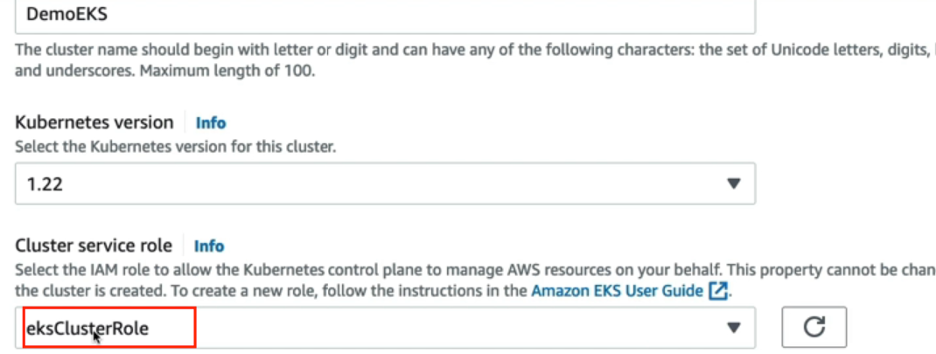 DemoEKS
The cluster name should begin with letter or digit and can have any of the following characters: the set of Unicode letters, digits,
and underscores. Maximum length of 100.
Kubernetes version Info
Select the Kubernetes version for this cluster.
1.22
Cluster service role Info
Select the IAM role to allow the Kubernetes control plane to manage AWS resources on your behalf. This property cannot be chan
the cluster is created. To create a new role, follow the instructions in the Amazon EKS User Guide.
eksClusterRole